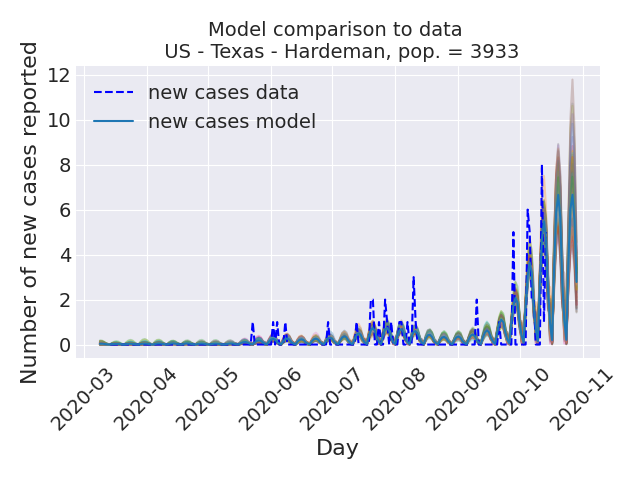 Model comparison to data
US - Texas - Hardeman, pop. = 3933
Number of new cases reported
12
10
8
6
4
2
0
new cases data
new cases model
2020-03
2020-04
2020-05
2020-06
2020-07
2020-08
2020-09
2020-10
2020-11
Day